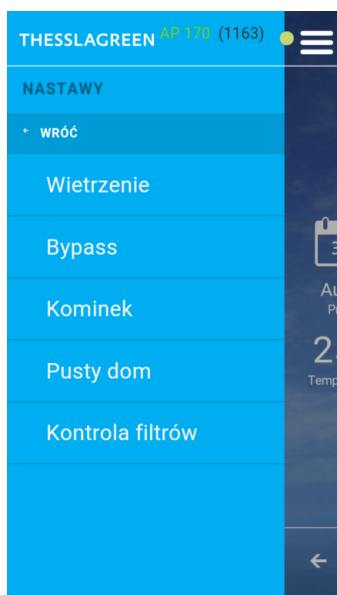 THESSLAGREEN AP 170 (1163)
NASTAWY
← WRÓĆ
Wietrzenie
Bypass
Kominek
Pusty dom
Kontrola filtrów